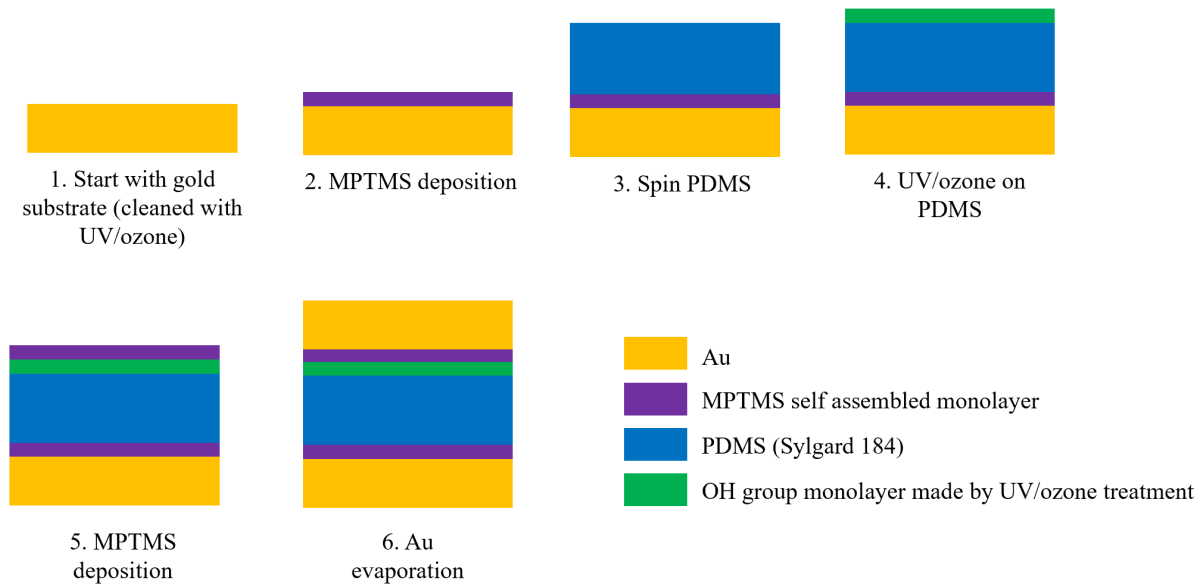 1. Start with gold
substrate (cleaned with
UV/ozone)
2. MPTMS deposition
3. Spin PDMS
4. UV/ozone on
PDMS
5. MPTMS
deposition
6. Au
evaporation
Au
MPTMS self assembled monolayer
PDMS (Sylgard 184)
OH group monolayer made by UV/ozone treatment